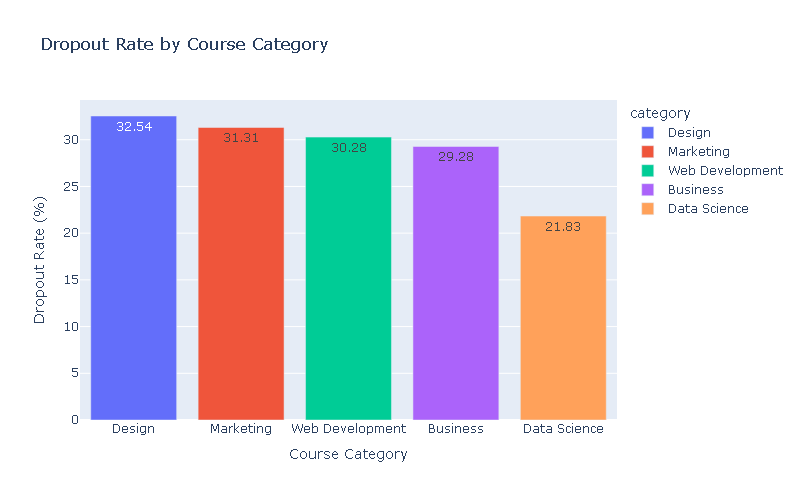 Dropout Rate by Course Category
category
Design
Marketing
Web Development
Business
Data Science
Dropout Rate (%)
30
25
20
15
10
5
0
32.54
31.31
30.28
29.28
21.83
Design
Marketing
Web Development
Business
Data Science
Course Category